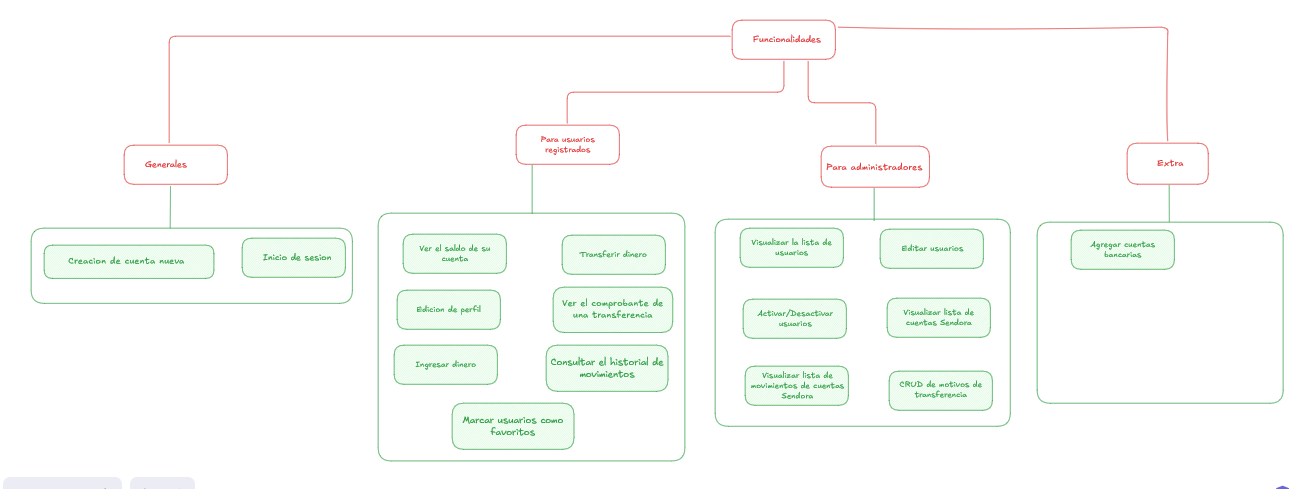 Funcionalidades
Generales
Creacion de cuenta nueva
Inicio de sesion
Para usuarios
registrados
Ver el saldo de su
cuenta
Transferir dinero
Edicion de perfil
Ver el comprobante de
una transferencia
Ingresar dinero
Consultar el historial de
movimientos
Marcar usuarios como
favoritos
Para administradores
Visualizar la lista de
usuarios
Editar usuarios
Activar/Desactivar
usuarios
Visualizar lista de
cuentas Sendora
Visualizar lista de
movimientos de cuentas
Sendora
CRUD de motivos de
transferencia
Extra
Agregar cuentas
bancarias